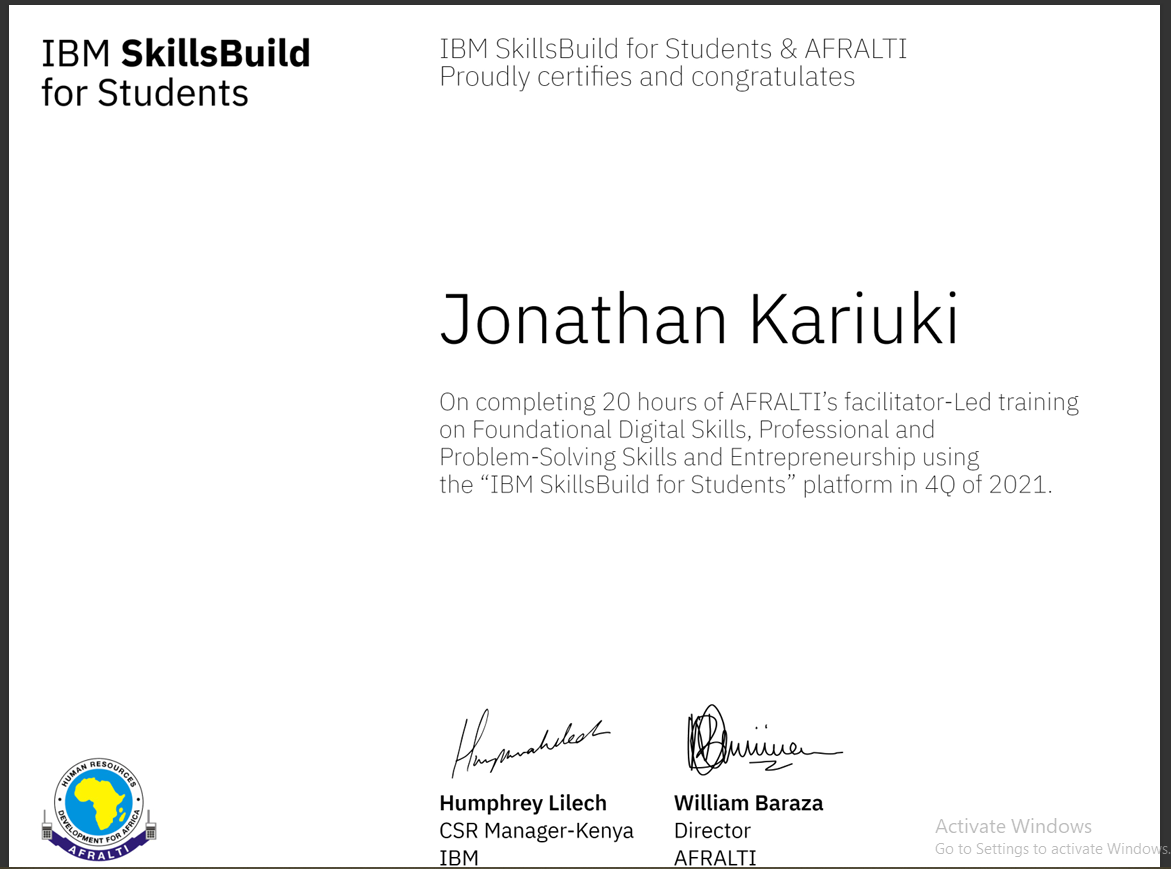 IBM SkillsBuild
for Students
IBM SkillsBuild for Students & AFRALTI
Proudly certifies and congratulates
Jonathan Kariuki
On completing 20 hours of AFRALTI’s facilitator-Led training
on Foundational Digital Skills, Professional and
Problem-Solving Skills and Entrepreneurship using
the “IBM SkillsBuild for Students” platform in 4Q of 2021.
Humphrey Lilech
CSR Manager-Kenya
IBM
William Baraza
Director
AFRALTI
HUMAN RESOURCES
DEVELOPMENT FOR AFRICA
AFRALTI
Activate Windows
Go to Settings to activate Windows.